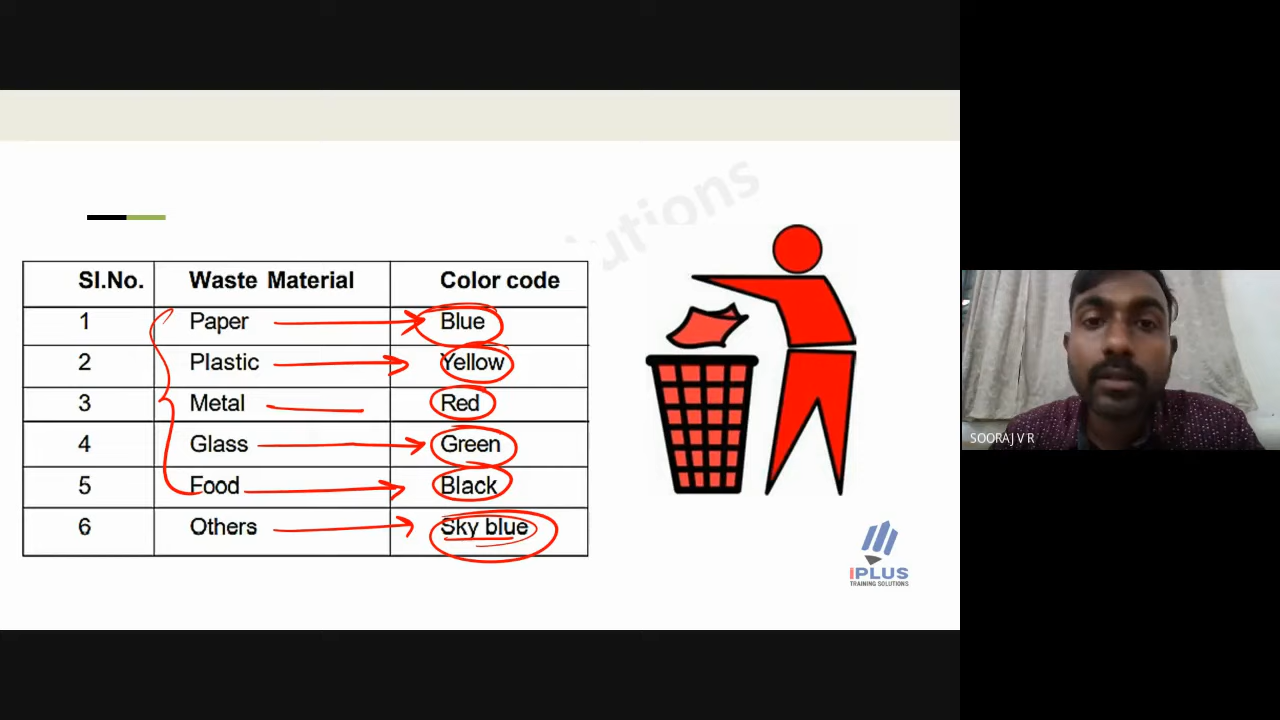 utions
Sl.No. Waste Material Color code
1 Paper Blue
2 Plastic Yellow
3 Metal Red
4 Glass Green
5 Food Black
6 Others Sky blue
IPLUS
TRAINING SOLUTIONS
SOORAJ V R